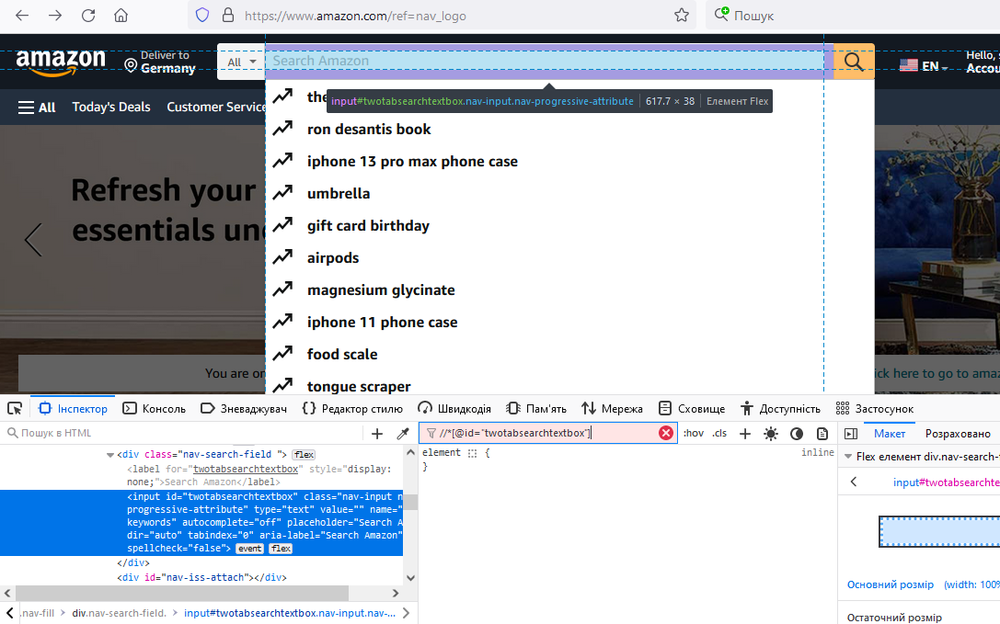 https://www.amazon.com/ref=nav_logo
Пошук
amazon
Deliver to
Germany
All
Search Amazon
EN
Hello, s
Accou
All
Today's Deals
Customer Service
the
input#twotabsearchtextbox.nav-input.nav-progressive-attribute
617.7 × 38
Елемент Flex
ron desantis book
iphone 13 pro max phone case
umbrella
gift card birthday
airpods
magnesium glycinate
iphone 11 phone case
food scale
tongue scraper
Refresh your
essentials und
You are on
ick here to go to amaz
Інспектор
Консоль
Зневаджувач
Редактор стилю
Швидкодія
Пам'ять
Мережа
Сховище
Доступність
Застосунок
Пошук в HTML
//*[@id="twotabsearchtextbox"]
:hov
.cls
Макет
Розраховано
<div class="nav-search-field "> flex
<label for="twotabsearchtextbox" style="display:
none;">Search Amazon</label>
<input id="twotabsearchtextbox" class="nav-input n
progressive-attribute" type="text" value="" name="
keywords" autocomplete="off" placeholder="Search A
dir="auto" tabindex="0" aria-label="Search Amazon"
spellcheck="false"> event flex
</div>
<div id="nav-iss-attach"></div>
element {
inline
}
Flex елемент div.nav-search-
input#twotabsearchte
Основний розмір
(width: 100%
Остаточний розмір
.nav-fill
div.nav-search-field.
input#twotabsearchtextbox.nav-input.nav-...